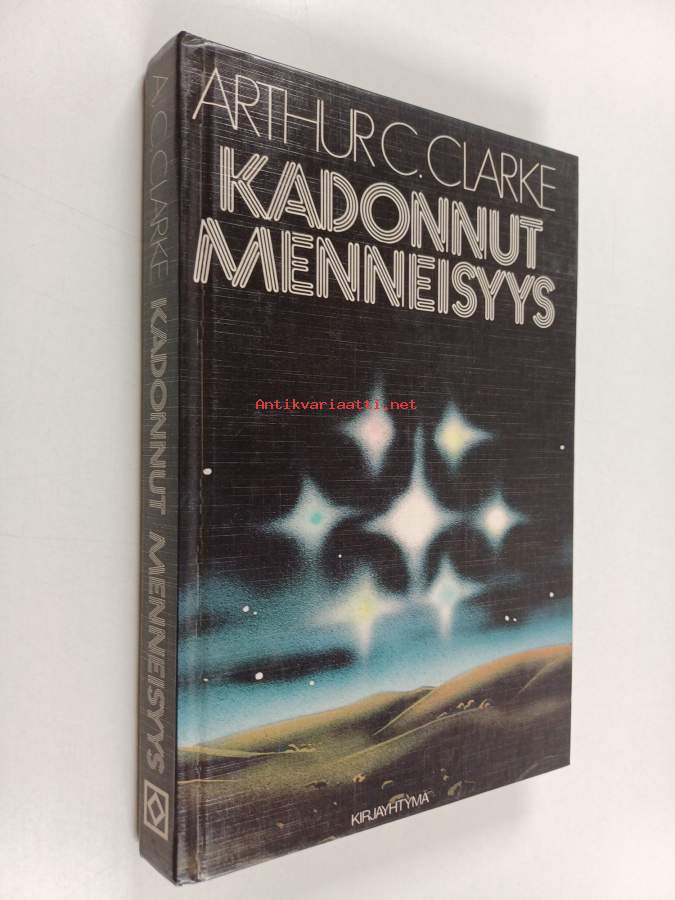 ARTHUR C. CLARKE
KADONNUT
MENNEISYYS
Antikvariaatti.net
KIRJAYHTYMÄ
A. C. CLARKE KADONNUT MENNEISYYS